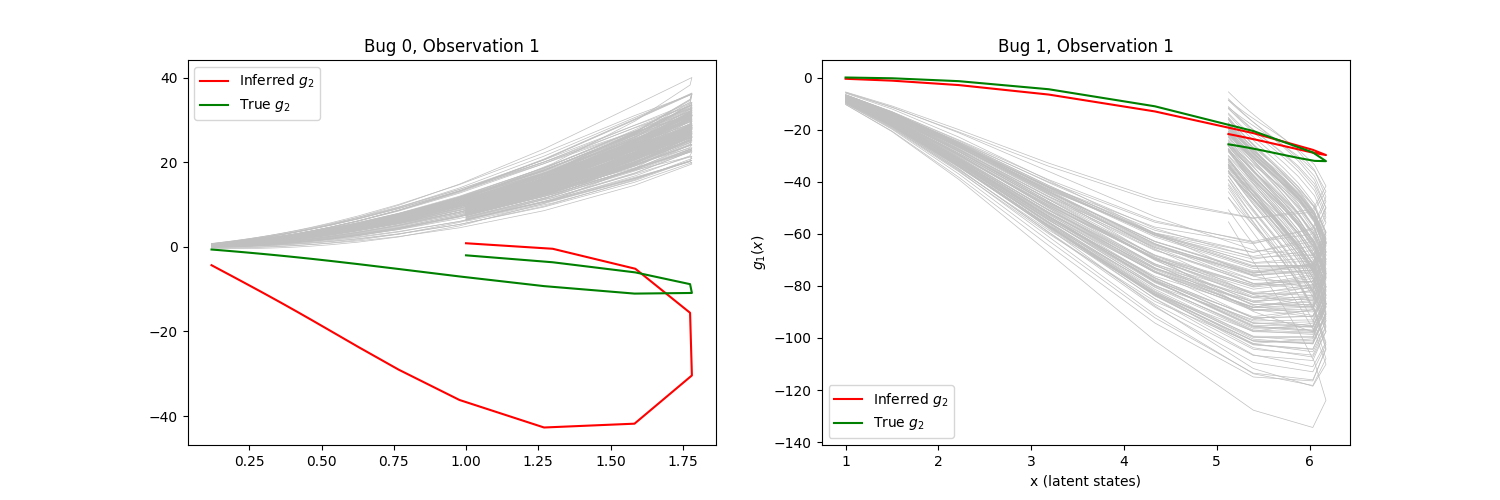 Bug 0, Observation 1
Inferred g₂
True g₂
40
20
0
−20
−40
0.25 0.50 0.75 1.00 1.25 1.50 1.75
Bug 1, Observation 1
g₁(x)
0
−20
−40
−60
−80
−100
−120
−140
Inferred g₂
True g₂
1 2 3 4 5 6
x (latent states)